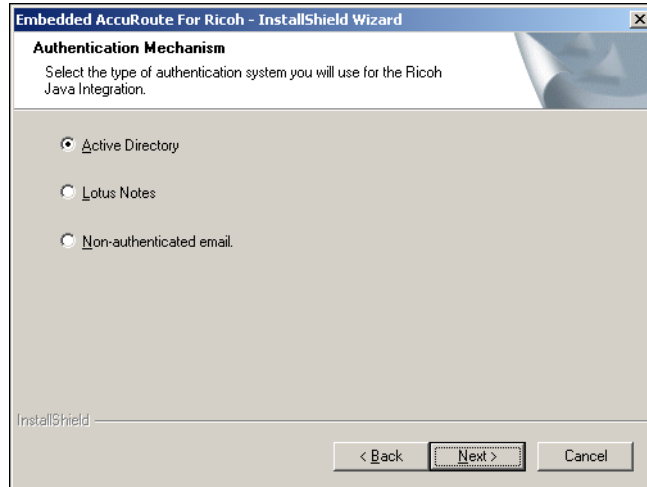 Embedded AccuRoute For Ricoh - InstallShield Wizard
Authentication Mechanism
Select the type of authentication system you will use for the Ricoh
Java Integration.
Active Directory
Lotus Notes
Non-authenticated email.
InstallShield
< Back
Next >
Cancel